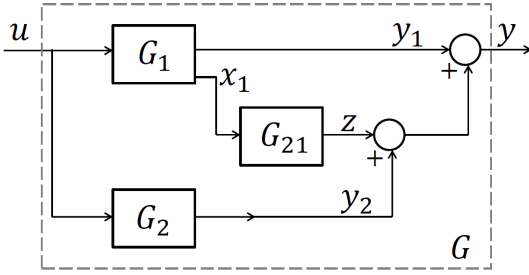 u
G₁
y₁
y
+
x₁
G₂₁
z
+
G₂
y₂
G